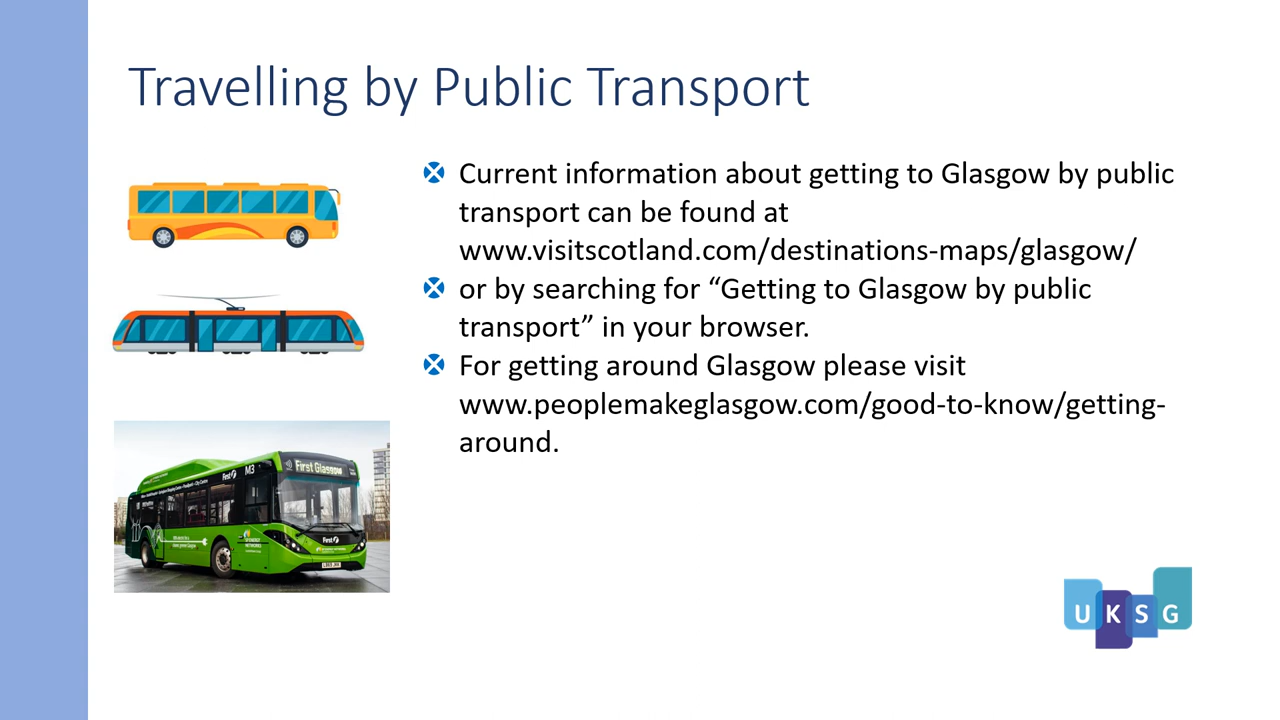 Travelling by Public Transport
Current information about getting to Glasgow by public
transport can be found at
www.visitscotland.com/destinations-maps/glasgow/
or by searching for “Getting to Glasgow by public
transport” in your browser.
For getting around Glasgow please visit
www.peoplemakeglasgow.com/good-to-know/getting-
around.
First Glasgow
First
M3
First
UKSG